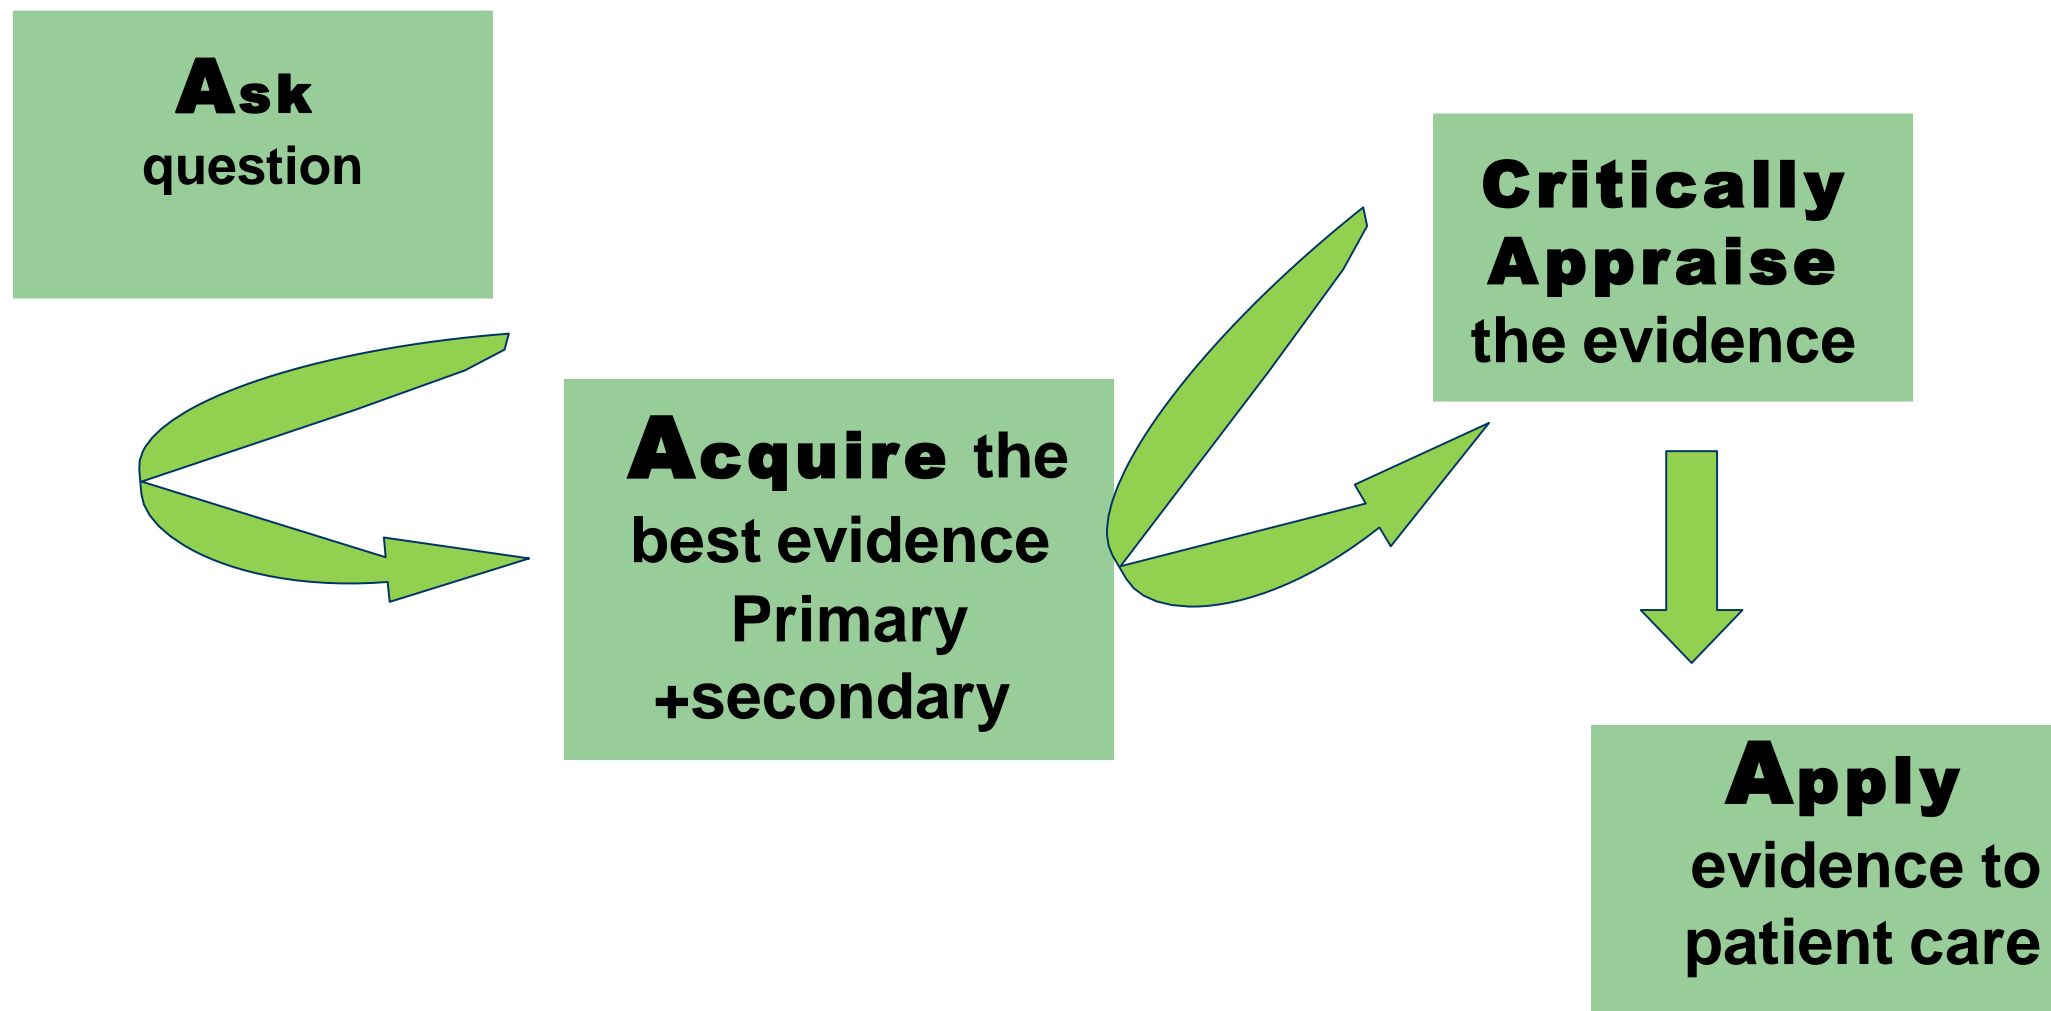 Ask
question
Acquire the
best evidence
Primary
+secondary
Critically
Appraise
the evidence
Apply
evidence to
patient care